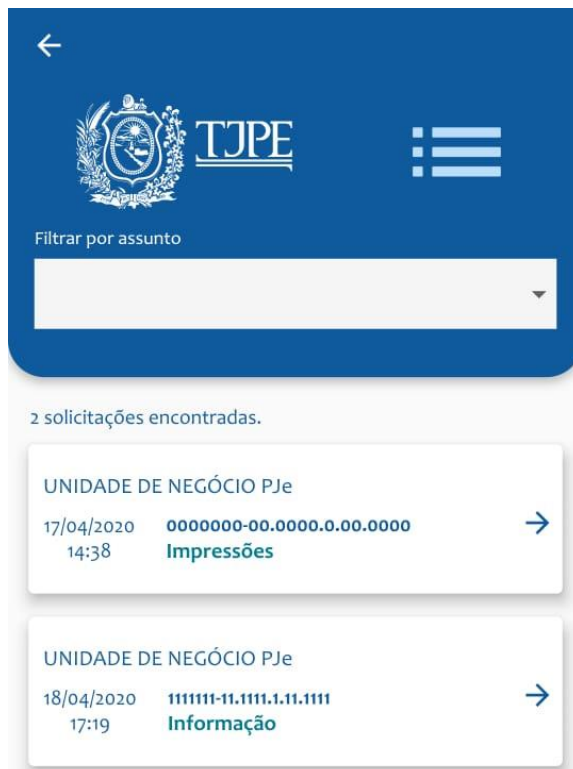 TJPE
Filtrar por assunto
2 solicitações encontradas.
UNIDADE DE NEGÓCIO PJe
17/04/2020 0000000-00.0000.0.00.0000
14:38 Impressões
UNIDADE DE NEGÓCIO PJe
18/04/2020 1111111-11.1111.1.11.1111
17:19 Informação